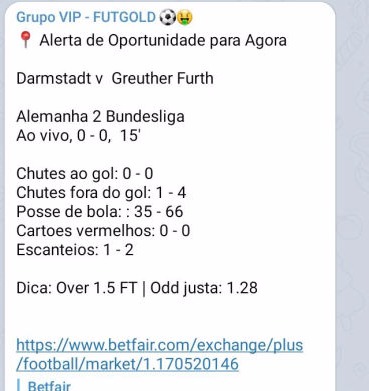 Grupo VIP - FUTGOLD ⚽🤑
📍 Alerta de Oportunidade para Agora
Darmstadt v  Greuther Furth
Alemanha 2 Bundesliga
Ao vivo, 0 - 0,  15'
Chutes ao gol: 0 - 0
Chutes fora do gol: 1 - 4
Posse de bola: : 35 - 66
Cartoes vermelhos: 0 - 0
Escanteios: 1 - 2
Dica: Over 1.5 FT | Odd justa: 1.28
https://www.betfair.com/exchange/plus
/football/market/1.170520146
Betfair